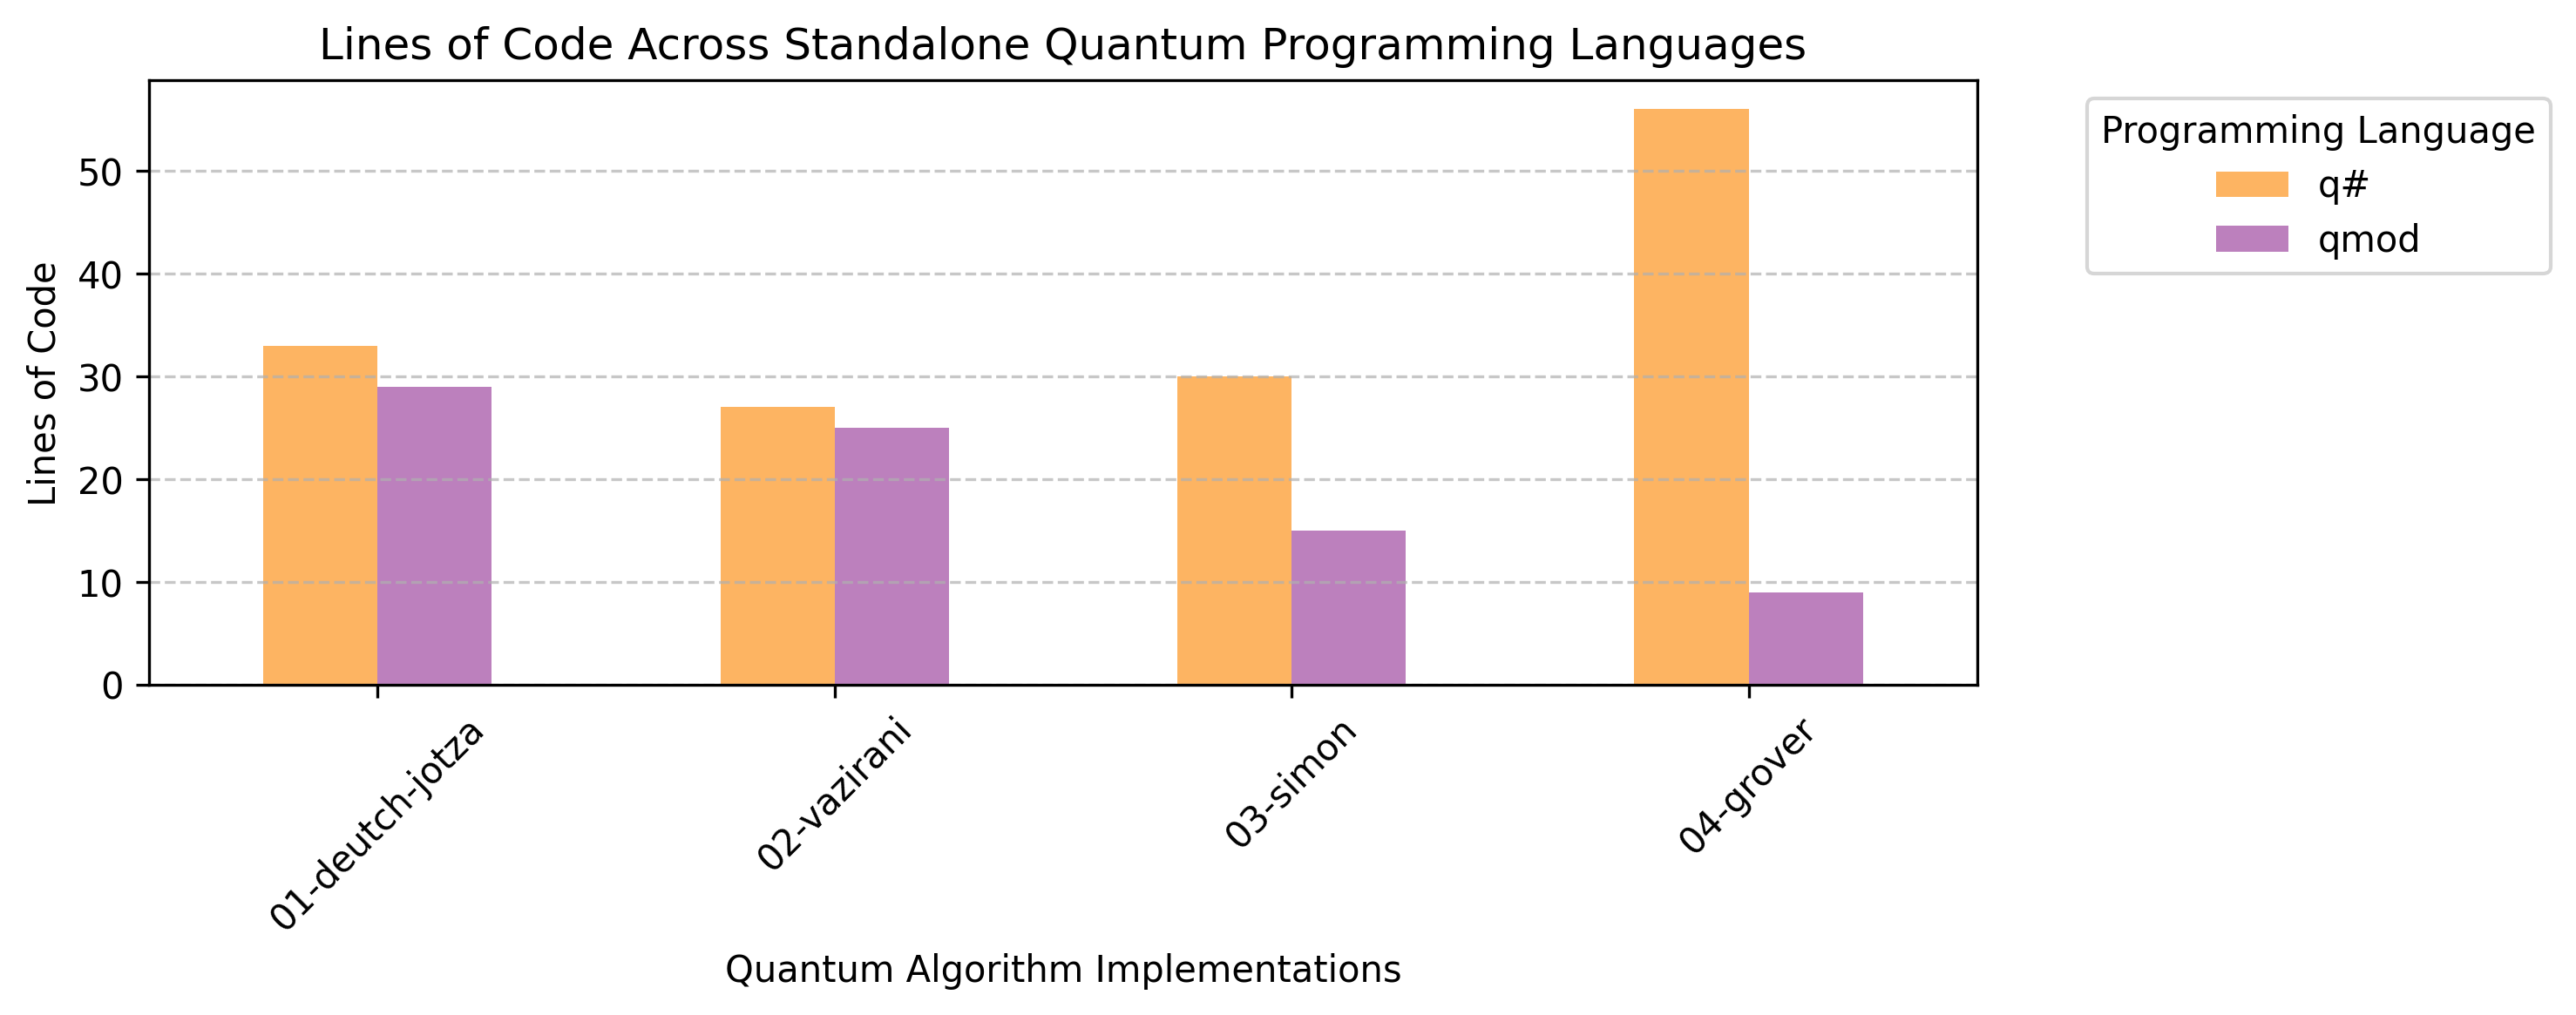 Lines of Code Across Standalone Quantum Programming Languages
Lines of Code
50
40
30
20
10
0
01-deutch-jotza
02-vazirani
03-simon
04-grover
Quantum Algorithm Implementations
Programming Language
q#
qmod